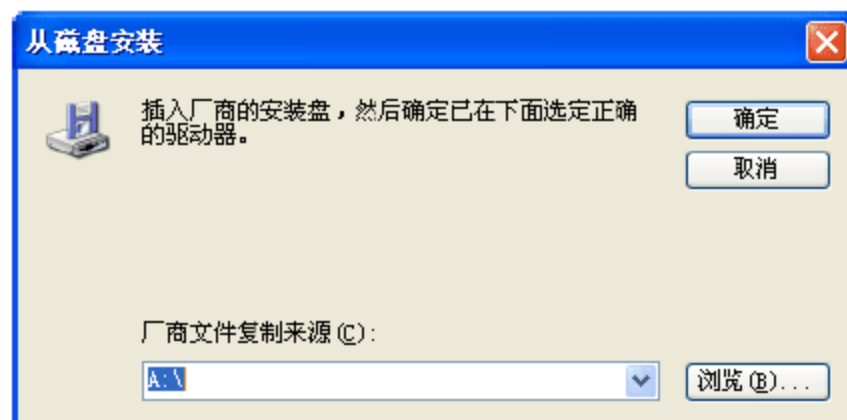 从磁盘安装
插入厂商的安装盘，然后确定已在下面选定正确
的驱动器。
确定
取消
厂商文件复制来源(C):
A:\
浏览(B)...